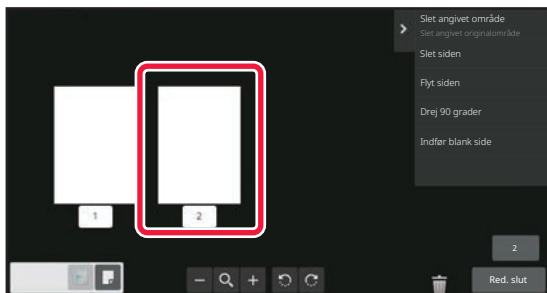 Slet angivet område
Slet angivet originalområde
Slet siden
Flyt siden
Drej 90 grader
Indfør blank side
1
2
2
Red. slut